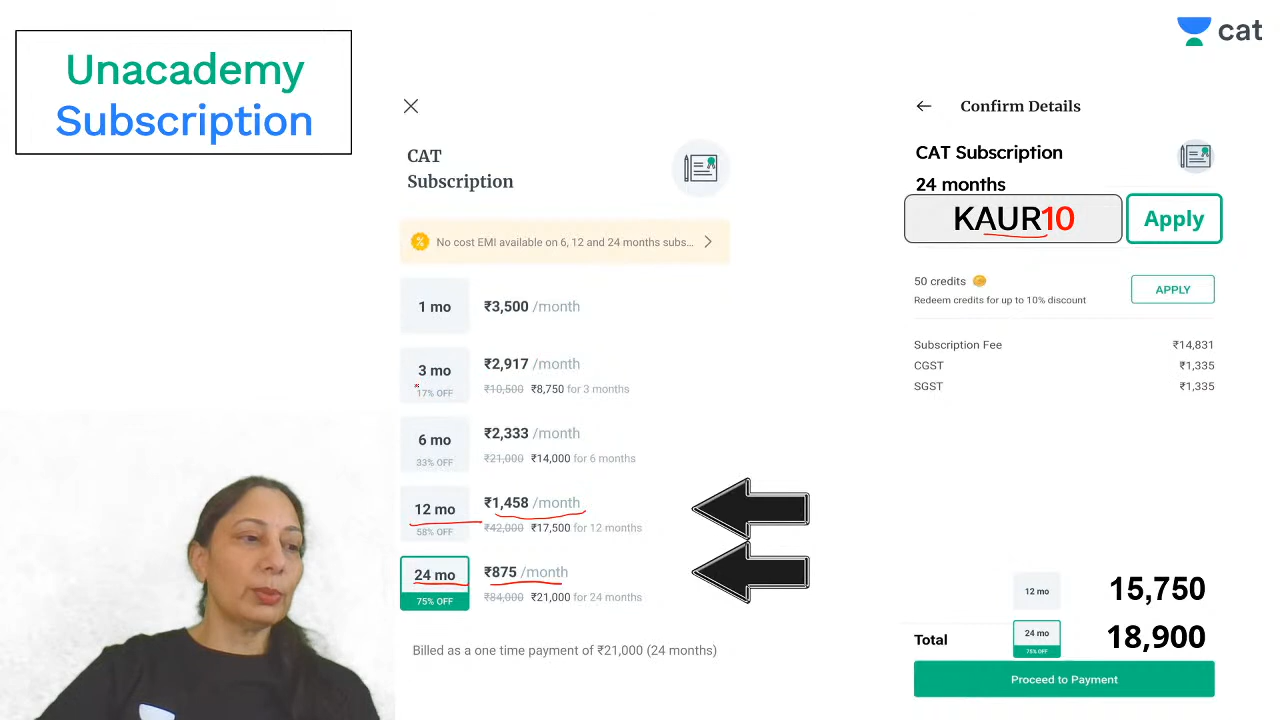 Unacademy
Subscription
cat
CAT
Subscription
No cost EMI available on 6, 12 and 24 months subs...
1 mo
₹3,500 /month
3 mo
17% OFF
₹2,917 /month
₹10,500 ₹8,750 for 3 months
6 mo
33% OFF
₹2,333 /month
₹21,000 ₹14,000 for 6 months
12 mo
58% OFF
₹1,458 /month
₹42,000 ₹17,500 for 12 months
24 mo
75% OFF
₹875 /month
₹84,000 ₹21,000 for 24 months
Billed as a one time payment of ₹21,000 (24 months)
Confirm Details
CAT Subscription
24 months
KAUR10
Apply
50 credits
Redeem credits for up to 10% discount
APPLY
Subscription Fee ₹14,831
CGST ₹1,335
SGST ₹1,335
12 mo 15,750
Total 24 mo 18,900
75% OFF
Proceed to Payment